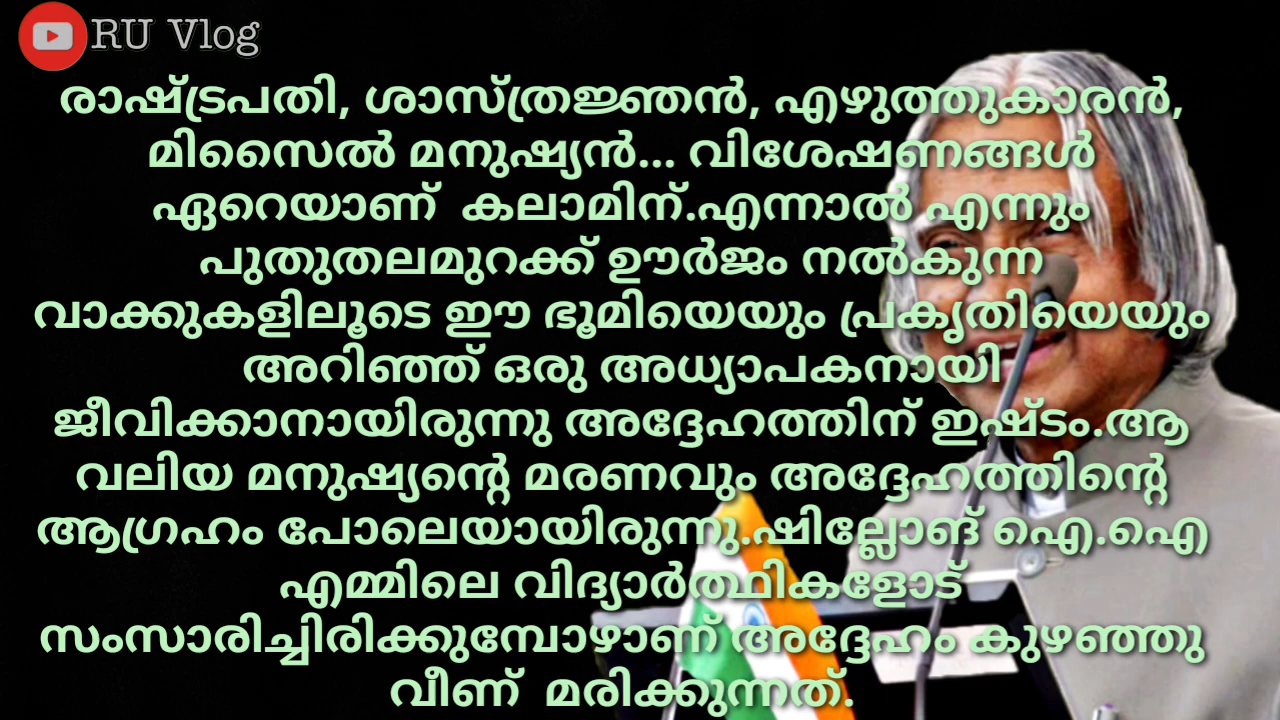 RU Vlog
രാഷ്ട്രപതി, ശാസ്ത്രജ്ഞൻ, എഴുത്തുകാരൻ,
മിസൈൽ മനുഷ്യൻ... വിശേഷണങ്ങൾ
ഏറെയാണ്  കലാമിന്.എന്നാൽ എന്നും
പുതുതലമുറക്ക് ഊർജം നൽകുന്ന
വാക്കുകളിലൂടെ ഈ ഭൂമിയെയും പ്രകൃതിയെയും
അറിഞ്ഞ് ഒരു അധ്യാപകനായി
ജീവിക്കാനായിരുന്നു അദ്ദേഹത്തിന് ഇഷ്ടം.ആ
വലിയ മനുഷ്യന്റെ മരണവും അദ്ദേഹത്തിന്റെ
ആഗ്രഹം പോലെയായിരുന്നു.ഷില്ലോങ് ഐ.ഐ
എമ്മിലെ വിദ്യാർത്ഥികളോട്
സംസാരിച്ചിരിക്കുമ്പോഴാണ് അദ്ദേഹം കുഴഞ്ഞു
വീണ്  മരിക്കുന്നത്.